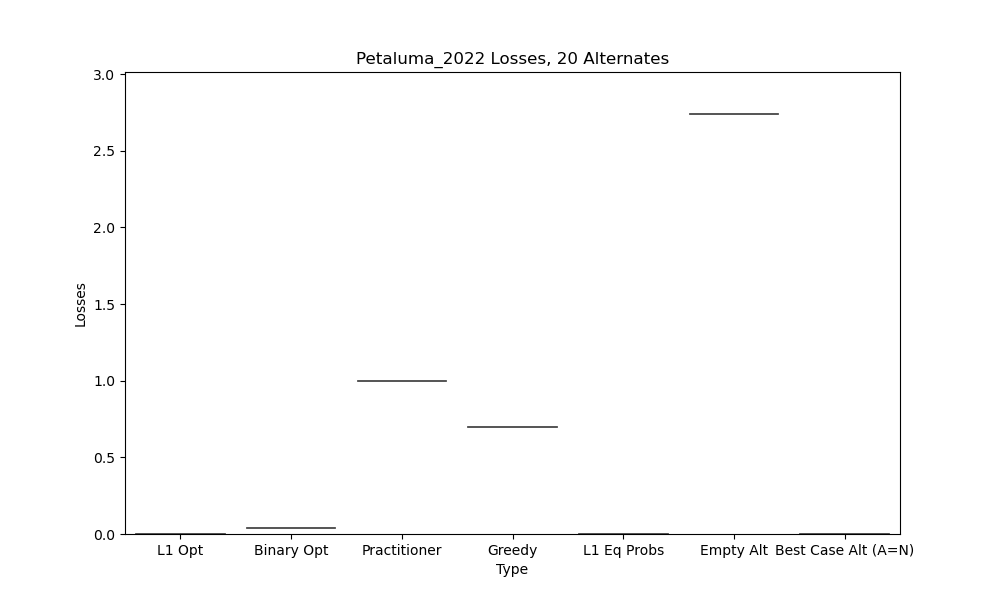 Petaluma_2022 Losses, 20 Alternates
3.0
2.5
2.0
1.5
1.0
0.5
0.0
Losses
L1 Opt
Binary Opt
Practitioner
Greedy
L1 Eq Probs
Empty Alt
Best Case Alt (A=N)
Type